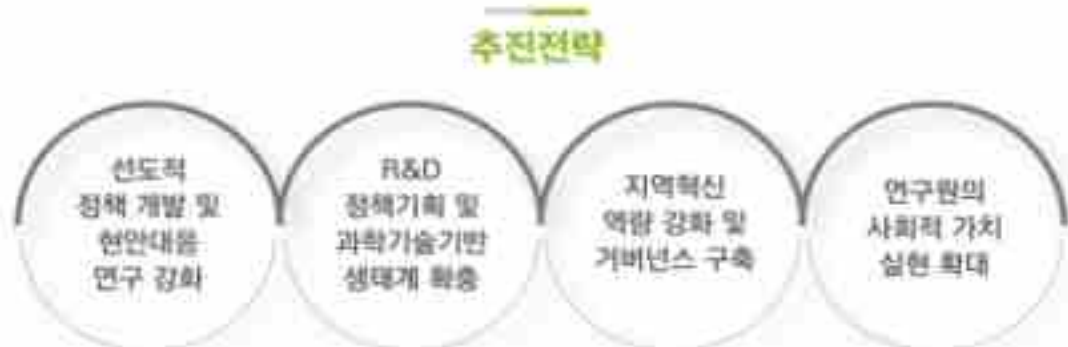 추진전략
선도적
정책 개발 및
현안대응
연구 강화
R&D
정책기획 및
과학기술기반
생태계 확충
지역혁신
역량 강화 및
거버넌스 구축
연구원의
사회적 가치
실현 확대